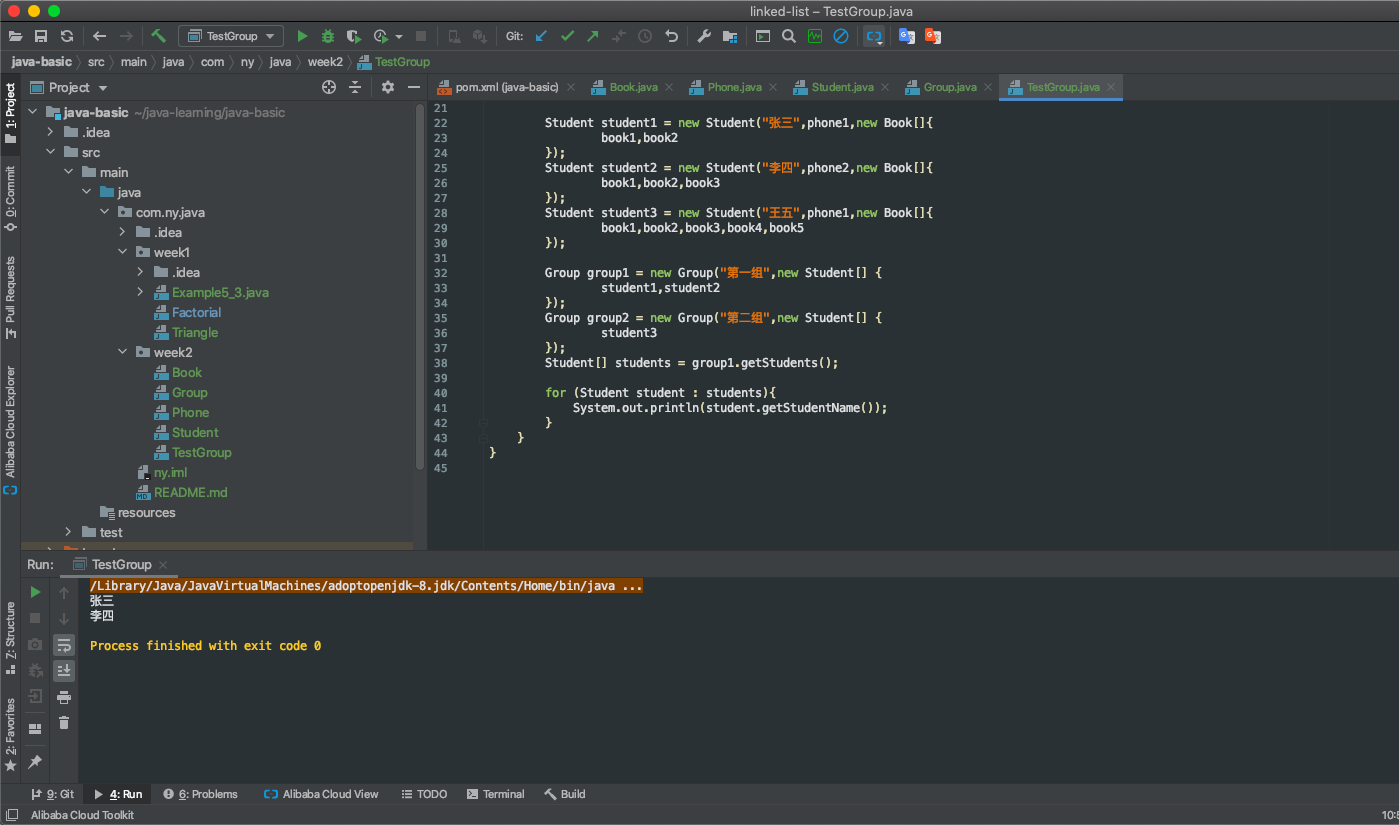 linked-list – TestGroup.java
TestGroup
Git:
java-basic
src
main
java
com
ny
java
week2
TestGroup
1: Project
0: Commit
Pull Requests
Alibaba Cloud Explorer
Z: Structure
2: Favorites
Project
java-basic ~/java-learning/java-basic
.idea
src
main
java
com.ny.java
.idea
week1
.idea
Example5_3.java
Factorial
Triangle
week2
Book
Group
Phone
Student
TestGroup
ny.iml
README.md
resources
test
pom.xml (java-basic)
Book.java
Phone.java
Student.java
Group.java
TestGroup.java
21
22 Student student1 = new Student("张三",phone1,new Book[]{
23 book1,book2
24 });
25 Student student2 = new Student("李四",phone2,new Book[]{
26 book1,book2,book3
27 });
28 Student student3 = new Student("王五",phone1,new Book[]{
29 book1,book2,book3,book4,book5
30 });
31
32 Group group1 = new Group("第一组",new Student[] {
33 student1,student2
34 });
35 Group group2 = new Group("第二组",new Student[] {
36 student3
37 });
38 Student[] students = group1.getStudents();
39
40 for (Student student : students){
41 System.out.println(student.getStudentName());
42 }
43 }
44 }
45
Run:
TestGroup
/Library/Java/JavaVirtualMachines/adoptopenjdk-8.jdk/Contents/Home/bin/java ...
张三
李四
Process finished with exit code 0
9: Git
4: Run
6: Problems
Alibaba Cloud View
TODO
Terminal
Build
Alibaba Cloud Toolkit